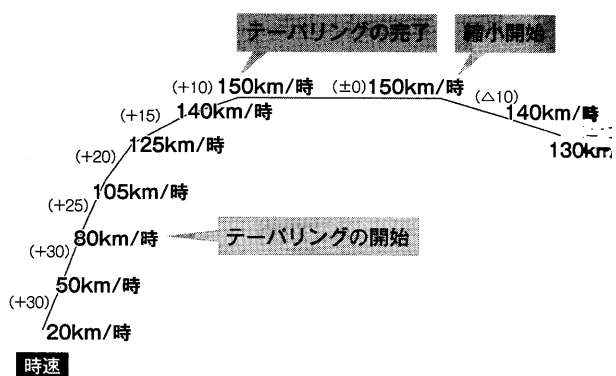 テーパリングの完了
縮小開始
(+10) 150km/時 (±0) 150km/時 (△10)
(+15) 140km/時 140km/時
(+20) 125km/時 130km/
(+25) 105km/時
(+30) 80km/時 テーパリングの開始
(+30) 50km/時
20km/時
時速